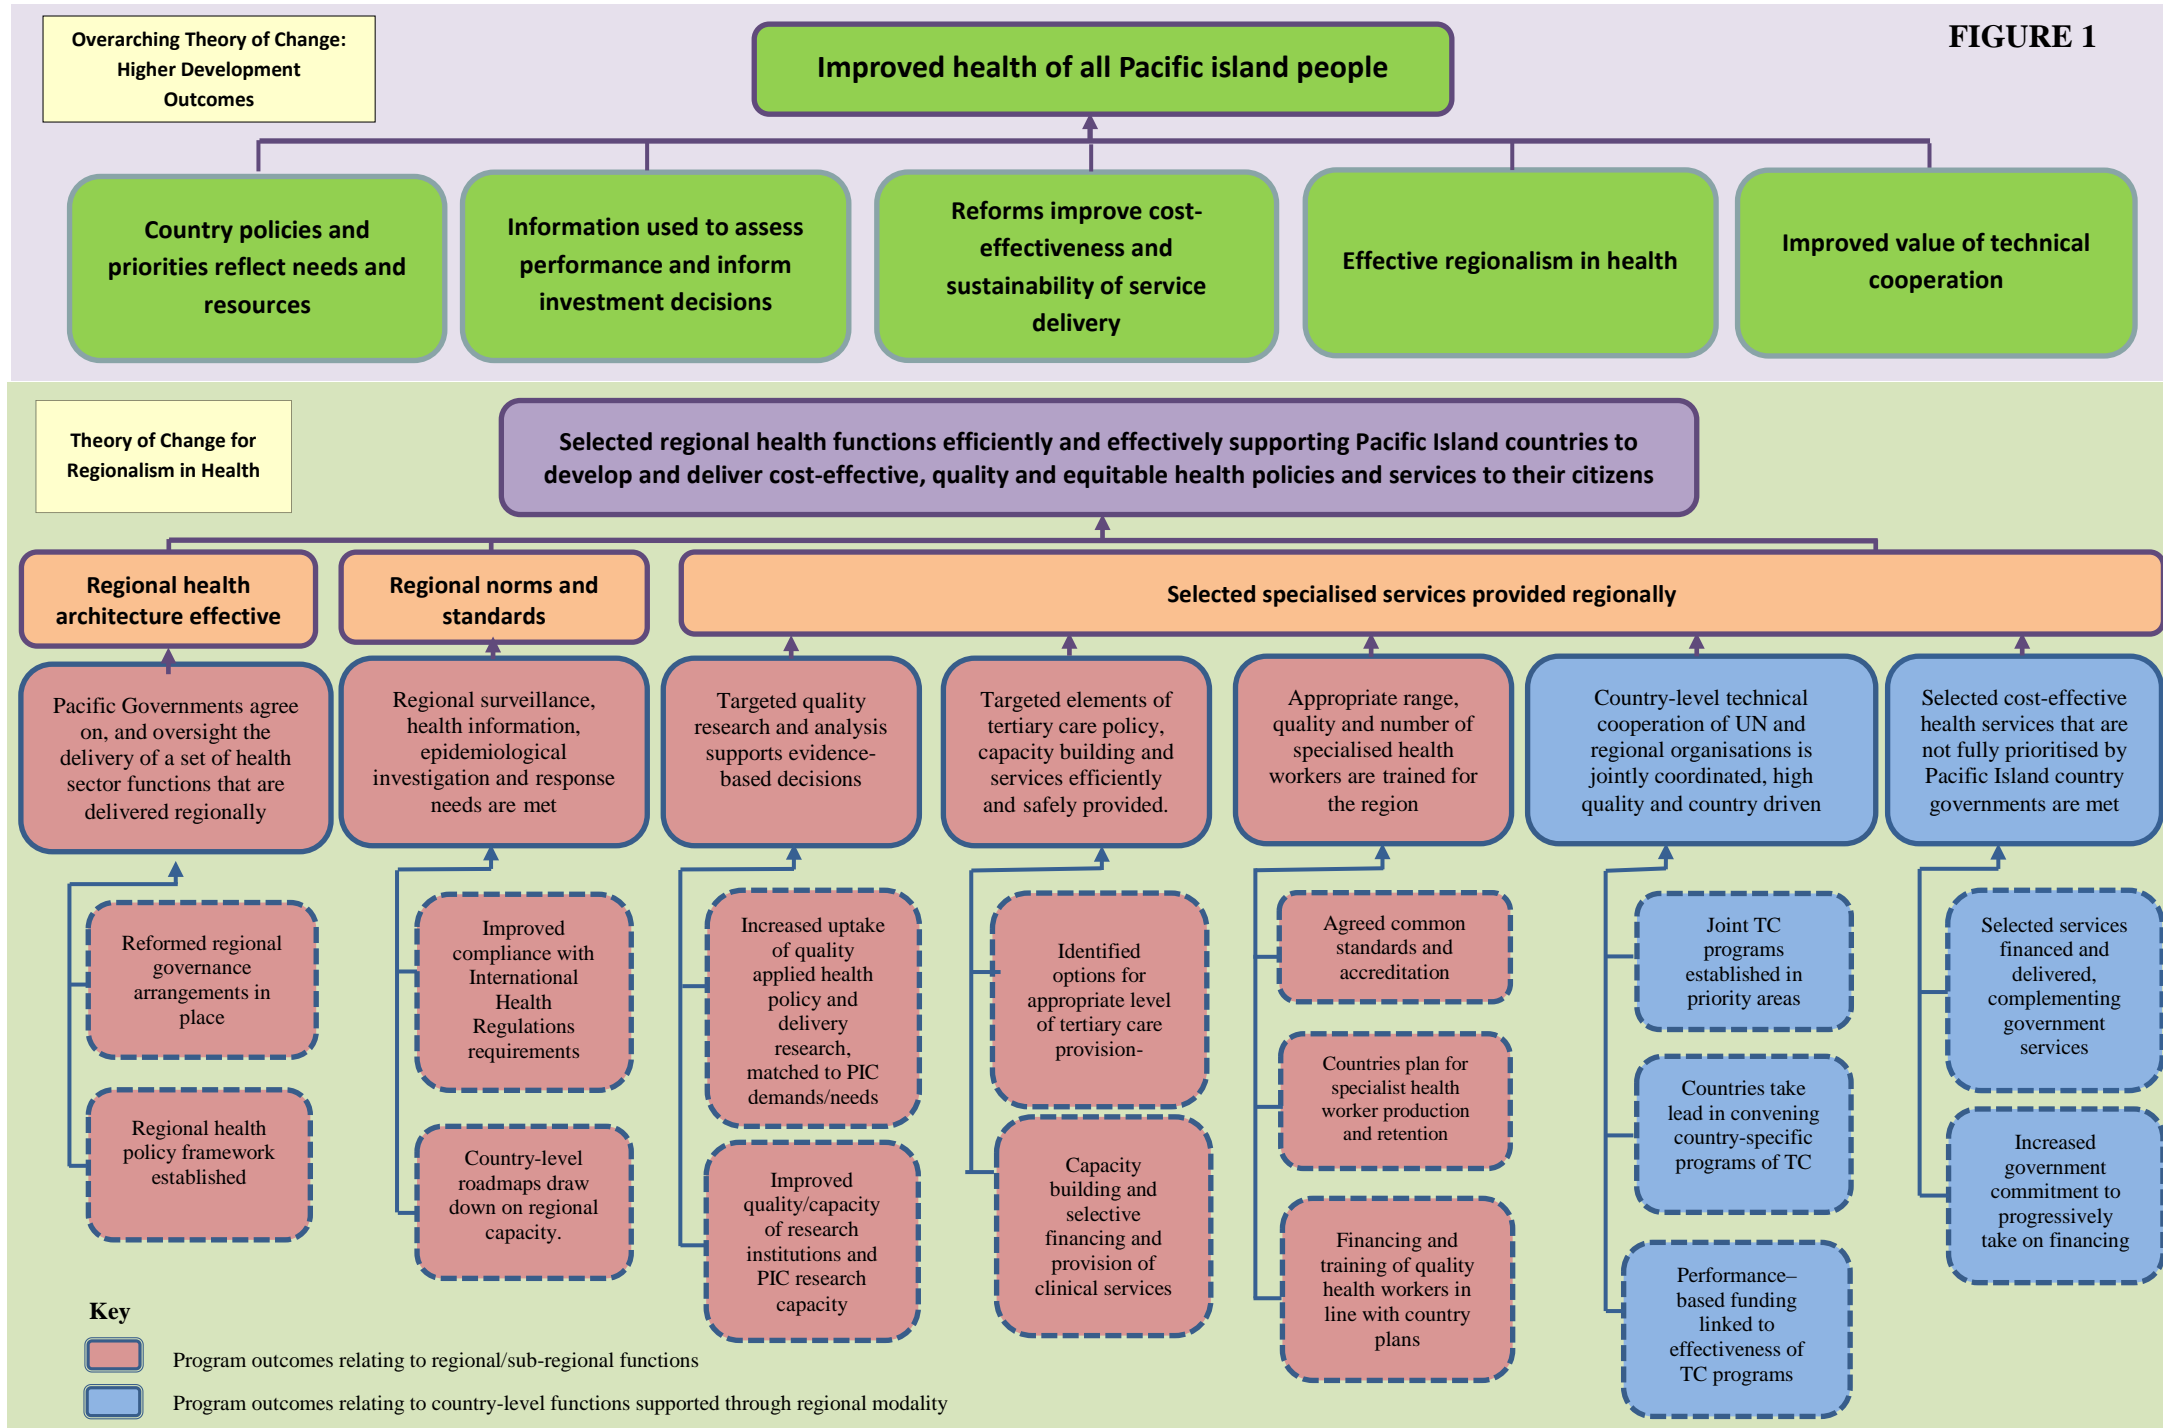 Overarching Theory of Change:
Higher Development
Outcomes
FIGURE 1
Improved health of all Pacific island people
Country policies and
priorities reflect needs and
resources
Information used to assess
performance and inform
investment decisions
Reforms improve cost-
effectiveness and
sustainability of service
delivery
Effective regionalism in health
Improved value of technical
cooperation
Theory of Change for
Regionalism in Health
Selected regional health functions efficiently and effectively supporting Pacific Island countries to
develop and deliver cost-effective, quality and equitable health policies and services to their citizens
Regional health
architecture effective
Regional norms and
standards
Selected specialised services provided regionally
Pacific Governments agree
on, and oversight the
delivery of a set of health
sector functions that are
delivered regionally
Regional surveillance,
health information,
epidemiological
investigation and response
needs are met
Targeted quality
research and analysis
supports evidence-
based decisions
Targeted elements of
tertiary care policy,
capacity building and
services efficiently
and safely provided.
Appropriate range,
quality and number of
specialised health
workers are trained for
the region
Country-level technical
cooperation of UN and
regional organisations is
jointly coordinated, high
quality and country driven
Selected cost-effective
health services that are
not fully prioritised by
Pacific Island country
governments are met
Reformed regional
governance
arrangements in
place
Regional health
policy framework
established
Improved
compliance with
International
Health
Regulations
requirements
Country-level
roadmaps draw
down on regional
capacity.
Increased uptake
of quality
applied health
policy and
delivery
research,
matched to PIC
demands/needs
Improved
quality/capacity
of research
institutions and
PIC research
capacity
Identified
options for
appropriate level
of tertiary care
provision-
Capacity
building and
selective
financing and
provision of
clinical services
Agreed common
standards and
accreditation
Countries plan for
specialist health
worker production
and retention
Financing and
training of quality
health workers in
line with country
plans
Joint TC
programs
established in
priority areas
Countries take
lead in convening
country-specific
programs of TC
Performance–
based funding
linked to
effectiveness of
TC programs
Selected services
financed and
delivered,
complementing
government
services
Increased
government
commitment to
progressively
take on financing
Key
Program outcomes relating to regional/sub-regional functions
Program outcomes relating to country-level functions supported through regional modality